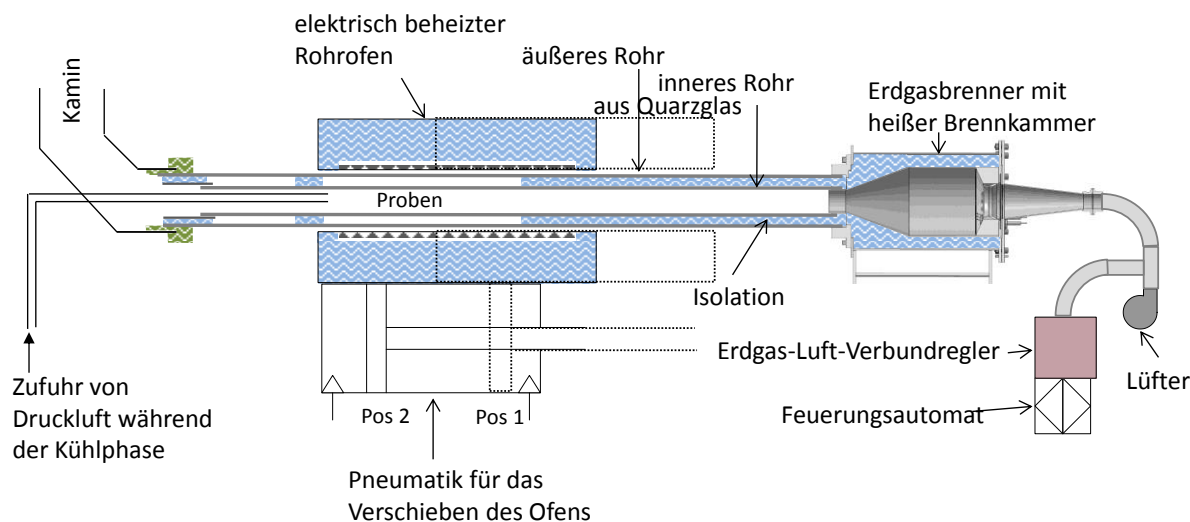 elektrisch beheizter
Rohrofen
äußeres Rohr
inneres Rohr
aus Quarzglas
Erdgasbrenner mit
heißer Brennkammer
Kamin
Proben
Isolation
Zufuhr von
Druckluft während
der Kühlphase
Pos 2
Pos 1
Pneumatik für das
Verschieben des Ofens
Erdgas-Luft-Verbundregler
Feuerungsautomat
Lüfter